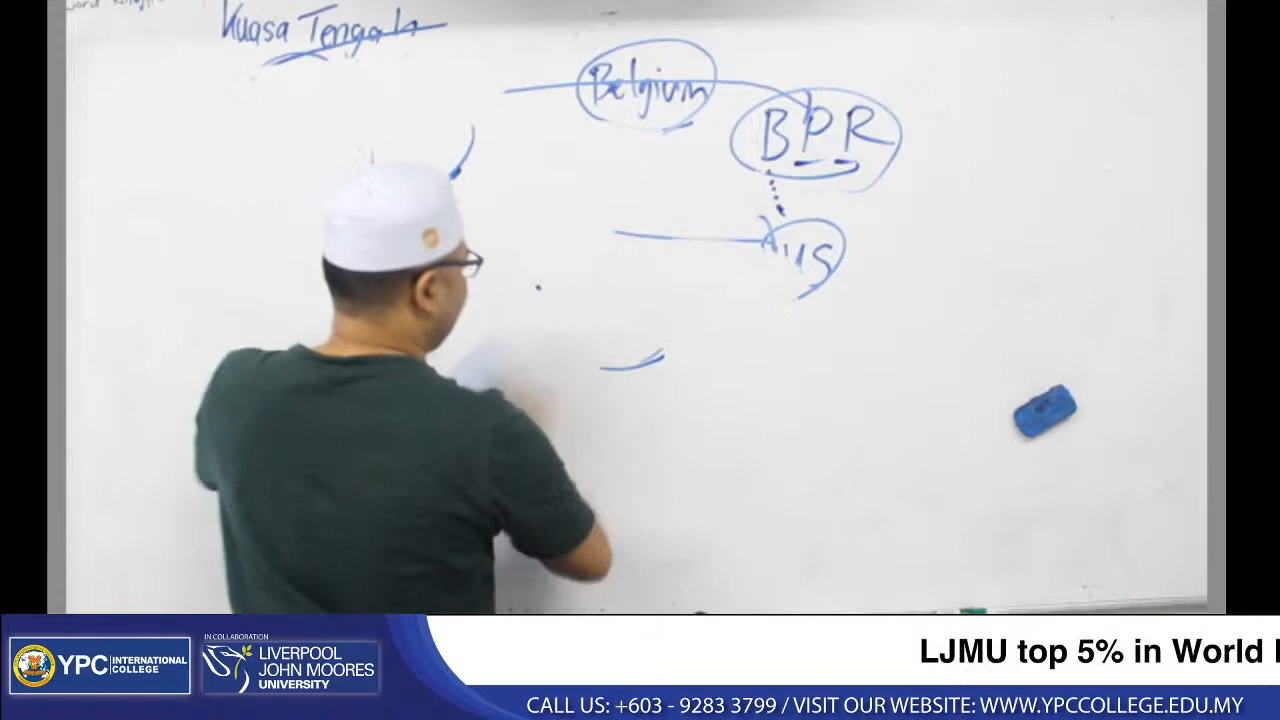 Kuasa Tengah
Belgium
BPR
AUS
YPC INTERNATIONAL
COLLEGE
IN COLLABORATION
LIVERPOOL
JOHN MOORES
UNIVERSITY
LJMU top 5% in World
CALL US: +603 - 9283 3799 / VISIT OUR WEBSITE: WWW.YPCCOLLEGE.EDU.MY